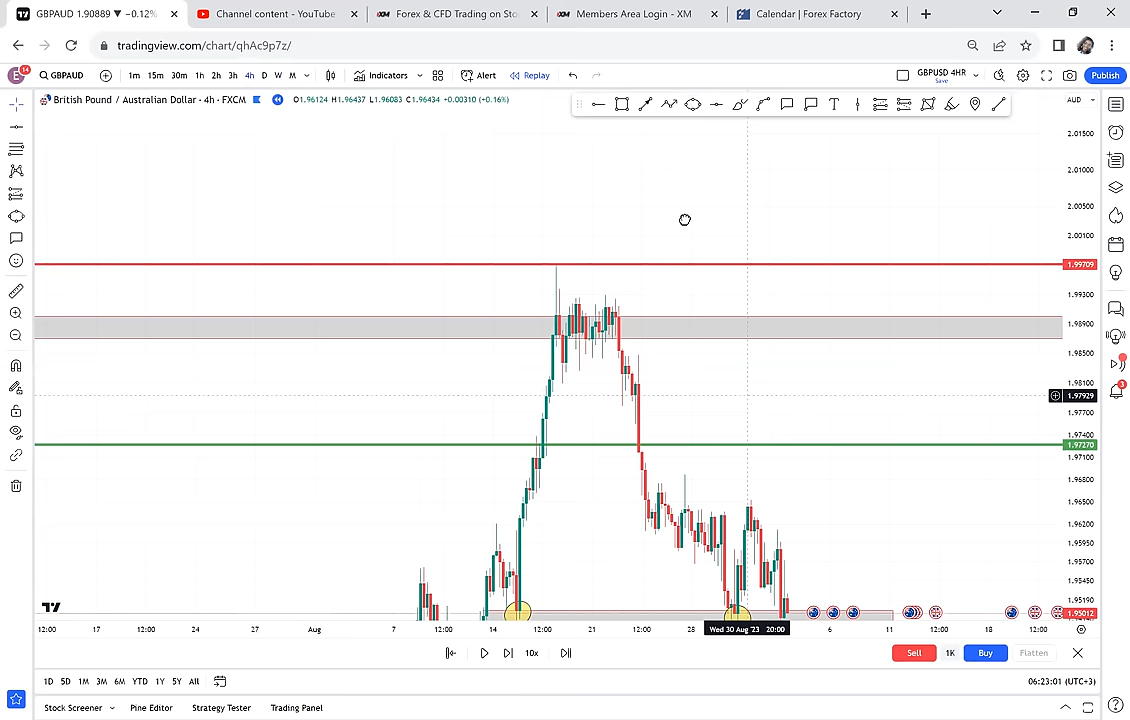 GBPAUD 1.90889 ▼ −0.12%
Channel content - YouTube
Forex & CFD Trading on Sto
Members Area Login - XM
Calendar | Forex Factory
tradingview.com/chart/qhAc9p7z/
E
14
GBPAUD
1m 15m 30m 1h 2h 3h 4h D W M
Indicators
Alert
Replay
GBPUSD 4HR
Save
Publish
British Pound / Australian Dollar · 4h · FXCM
O1.96124 H1.96437 L1.96083 C1.96434 +0.00310 (+0.16%)
AUD
2.01500
2.01000
2.00500
2.00100
1.99709
1.99300
1.98900
1.98500
1.98100
1.97929
1.97700
1.97400
1.97270
1.97100
1.96800
1.96500
1.96200
1.95950
1.95700
1.95450
1.95190
1.95012
3
12:00 17 12:00 24 27 Aug 7 12:00 14 12:00 21 12:00 28 Wed 30 Aug '23 20:00 6 11 12:00 18 12:00
10x
Sell 1K Buy Flatten
1D 5D 1M 3M 6M YTD 1Y 5Y All
06:23:01 (UTC+3)
Stock Screener Pine Editor Strategy Tester Trading Panel